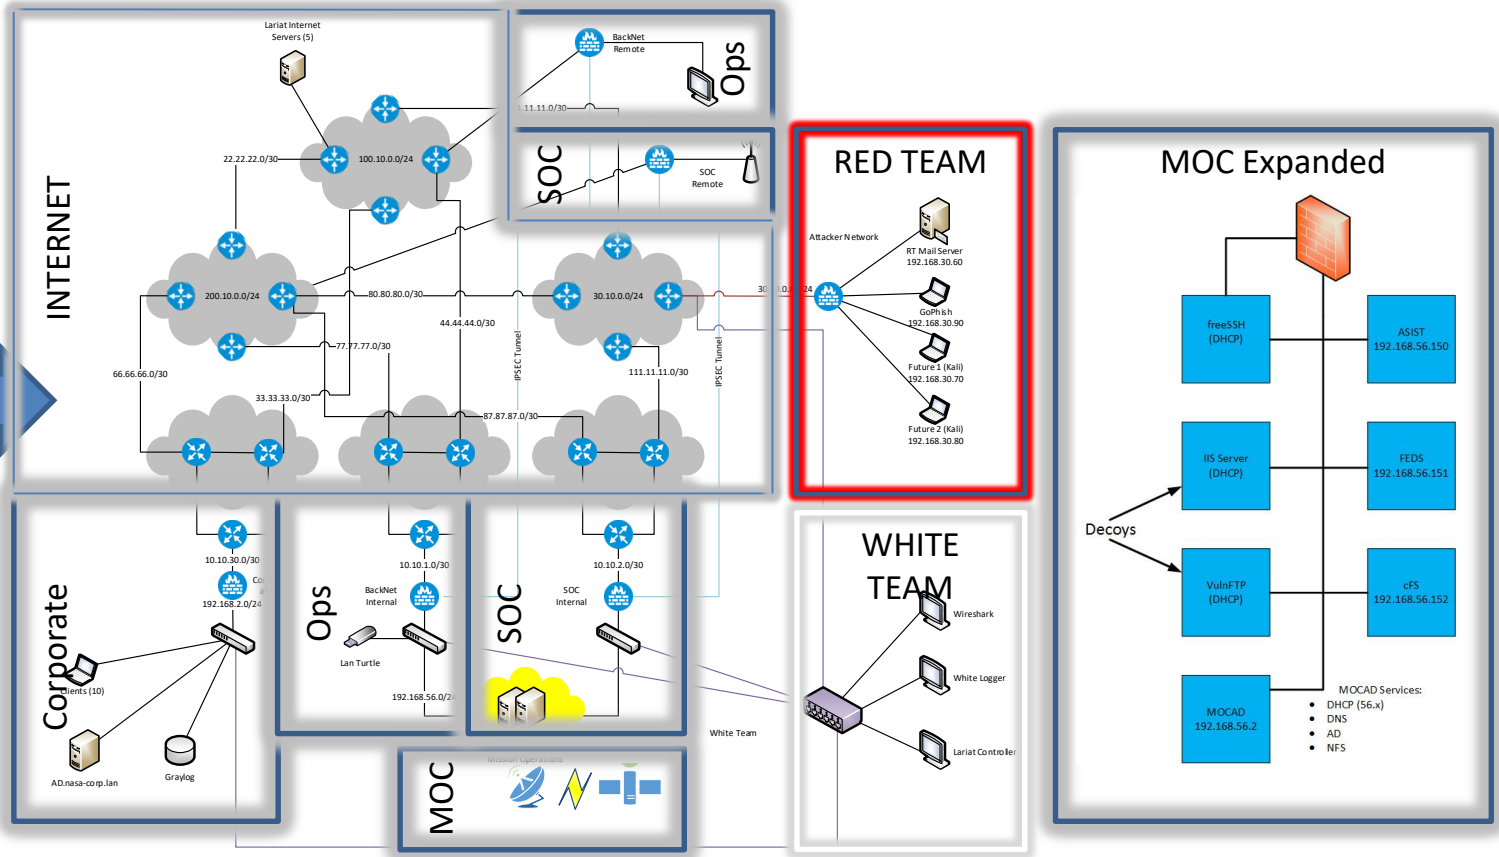 INTERNET
Lariat Internet
Servers (5)
22.22.22.0/30
100.10.0.0/24
.11.11.0/30
200.10.0.0/24
80.80.80.0/30
30.10.0.0/24
44.44.44.0/30
77.77.77.0/30
66.66.66.0/30
33.33.33.0/30
87.87.87.0/30
111.11.11.0/30
IPSEC Tunnel
IPSEC Tunnel
BackNet
Remote
Ops
SOC
SOC
Remote
RED TEAM
Attacker Network
RT Mail Server
192.168.30.60
GoPhish
192.168.30.90
Future 1 (Kali)
192.168.30.70
Future 2 (Kali)
192.168.30.80
Corporate
10.10.30.0/30
192.168.2.0/24
Clients (10)
AD.nasa-corp.lan
Graylog
Ops
10.10.1.0/30
BackNet
Internal
Lan Turtle
192.168.56.0/24
SOC
10.10.2.0/30
SOC
Internal
White Team
MOC
Mission Operations
WHITE
TEAM
Wireshark
White Logger
Lariat Controller
MOC Expanded
freeSSH
(DHCP)
ASIST
192.168.56.150
IIS Server
(DHCP)
FEDS
192.168.56.151
Decoys
VulnFTP
(DHCP)
cFS
192.168.56.152
MOCAD
192.168.56.2
MOCAD Services:
• DHCP (56.x)
• DNS
• AD
• NFS